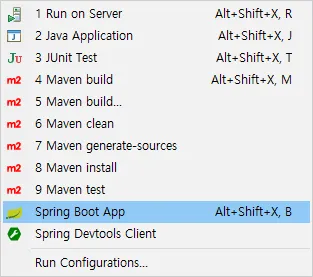 1 Run on Server Alt+Shift+X, R
2 Java Application Alt+Shift+X, J
Ju 3 JUnit Test Alt+Shift+X, T
m2 4 Maven build Alt+Shift+X, M
m2 5 Maven build...
m2 6 Maven clean
m2 7 Maven generate-sources
m2 8 Maven install
m2 9 Maven test
Spring Boot App Alt+Shift+X, B
Spring Devtools Client
Run Configurations...